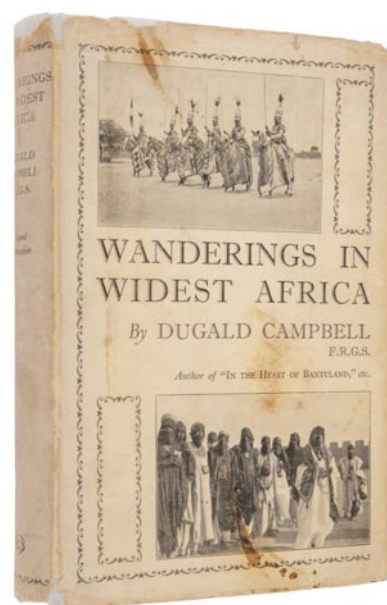 WANDERINGS IN
WIDEST AFRICA
By DUGALD CAMPBELL
F.R.G.S.
Author of "IN THE HEART OF BANTULAND," etc.